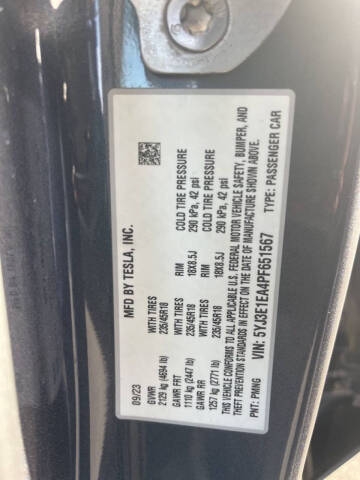 MFD BY TESLA, INC.
09/23
GVWR
2129 kg (4694 lb)
GAWR FRT WITH TIRES RIM COLD TIRE PRESSURE
1110 kg (2447 lb) 235/45R18 18X8.5J 290 kPa, 42 psi
GAWR RR WITH TIRES RIM COLD TIRE PRESSURE
1257 kg (2771 lb) 235/45R18 18X8.5J 290 kPa, 42 psi
THIS VEHICLE CONFORMS TO ALL APPLICABLE U.S. FEDERAL MOTOR VEHICLE SAFETY, BUMPER, AND
THEFT PREVENTION STANDARDS IN EFFECT ON THE DATE OF MANUFACTURE SHOWN ABOVE.
VIN: 5YJ3E1EA4PF651567
PNT: PMNG TYPE: PASSENGER CAR